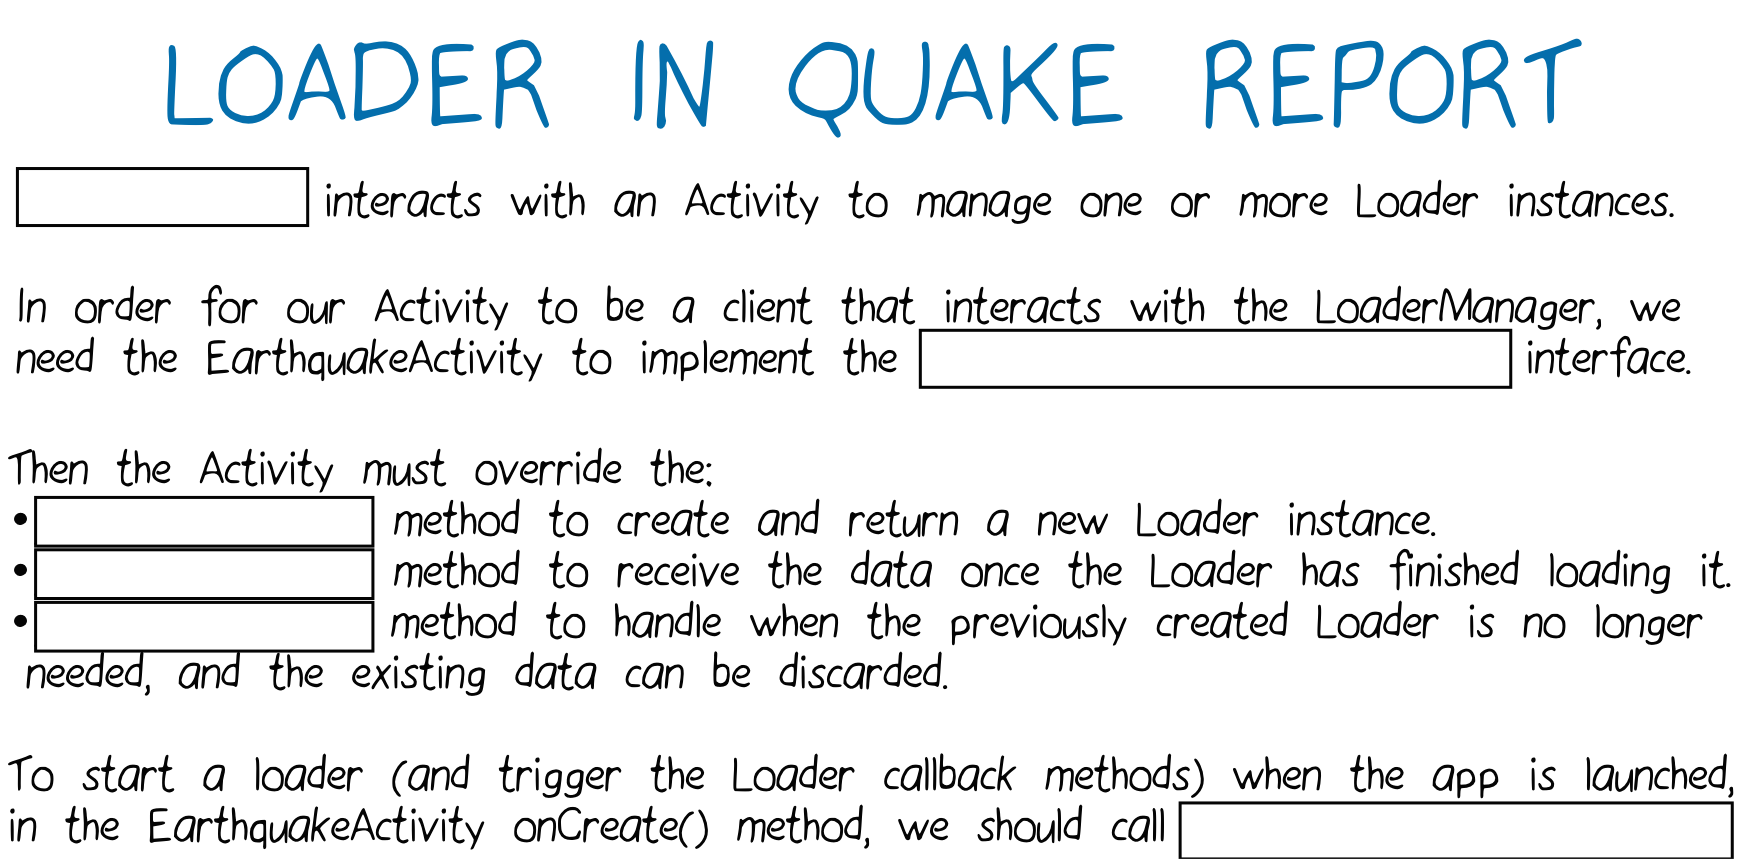 LOADER IN QUAKE REPORT
interacts with an Activity to manage one or more Loader instances.
In order for our Activity to be a client that interacts with the LoaderManager, we
need the EarthquakeActivity to implement the interface.
Then the Activity must override the:
• method to create and return a new Loader instance.
• method to receive the data once the Loader has finished loading it.
• method to handle when the previously created Loader is no longer
needed, and the existing data can be discarded.
To start a loader (and trigger the Loader callback methods) when the app is launched,
in the EarthquakeActivity onCreate() method, we should call